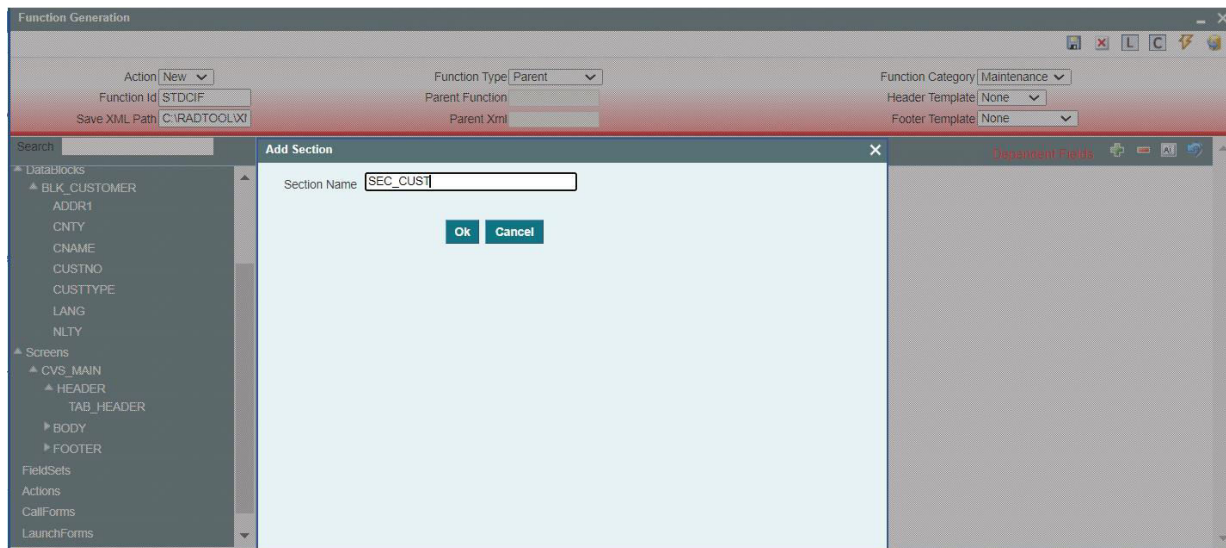 Function Generation
L C
Action New Function Type Parent Function Category Maintenance
Function Id STDCIF Parent Function Header Template None
Save XML Path C:\RADTOOL\XM Parent Xml Footer Template None
Search Add Section Dependent Fields
DataBlocks
Section Name SEC_CUST
BLK_CUSTOMER
ADDR1
CNTY
Ok Cancel
CNAME
CUSTNO
CUSTTYPE
LANG
NLTY
Screens
CVS_MAIN
HEADER
TAB_HEADER
BODY
FOOTER
FieldSets
Actions
CallForms
LaunchForms